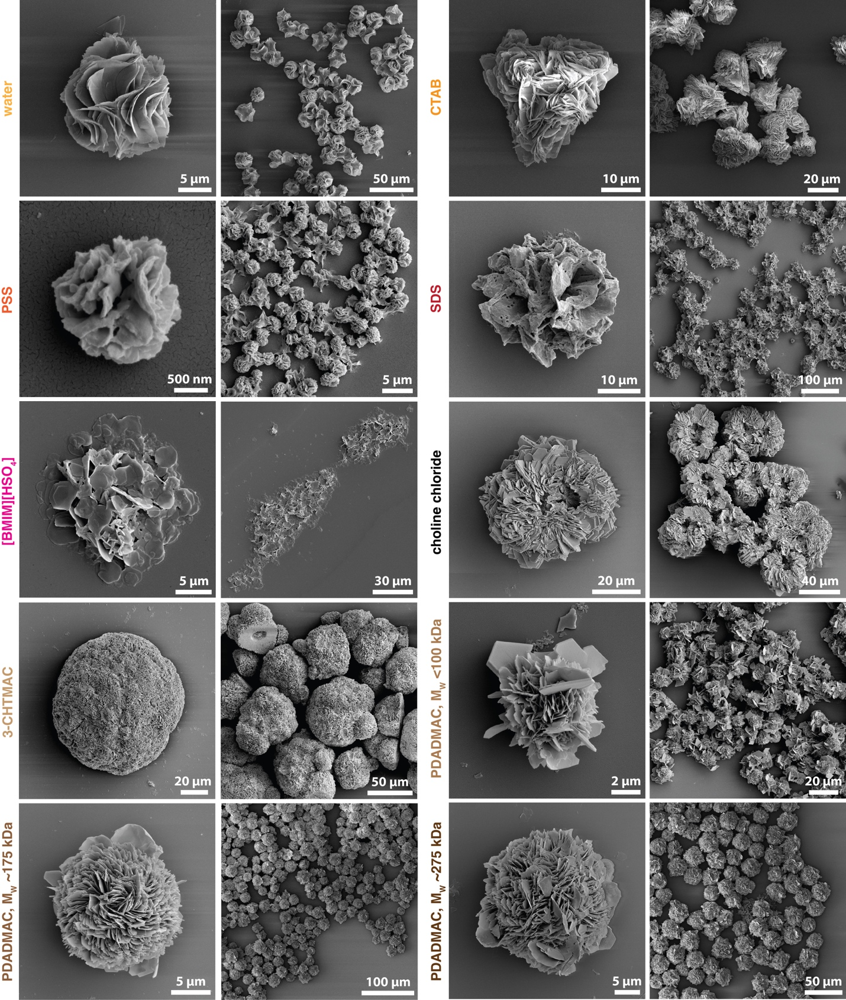 water
5 µm
50 µm
CTAB
10 µm
20 µm
PSS
500 nm
5 µm
SDS
10 µm
100 µm
[BMIM][HSO₄]
5 µm
30 µm
choline chloride
20 µm
40 µm
3-CHTMAC
20 µm
50 µm
PDADMAC, M_w <100 kDa
2 µm
20 µm
PDADMAC, M_w ~175 kDa
5 µm
100 µm
PDADMAC, M_w ~275 kDa
5 µm
50 µm